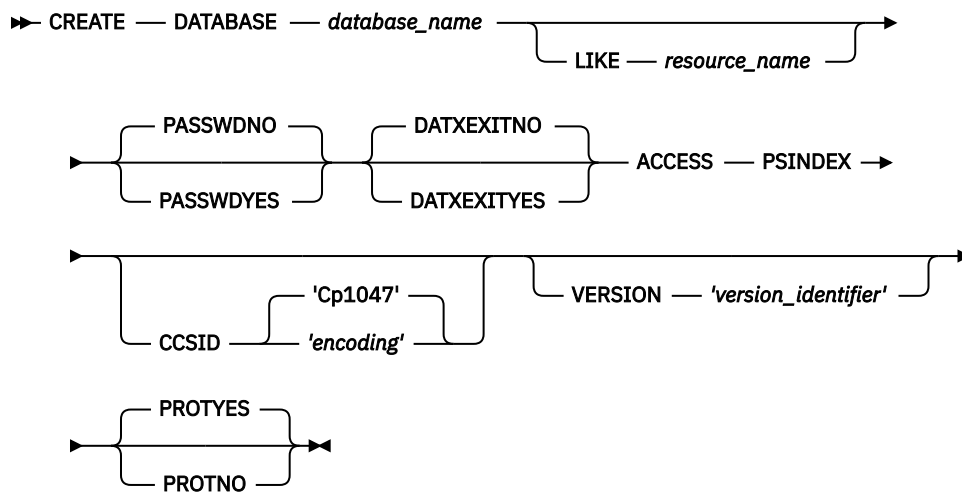 CREATE DATABASE database_name
LIKE resource_name
PASSWDNO DATXEXITNO
ACCESS PSINDEX
PASSWDYES DATXEXITYES
'Cp1047' VERSION 'version_identifier'
CCSID 'encoding'
PROTYES
PROTNO